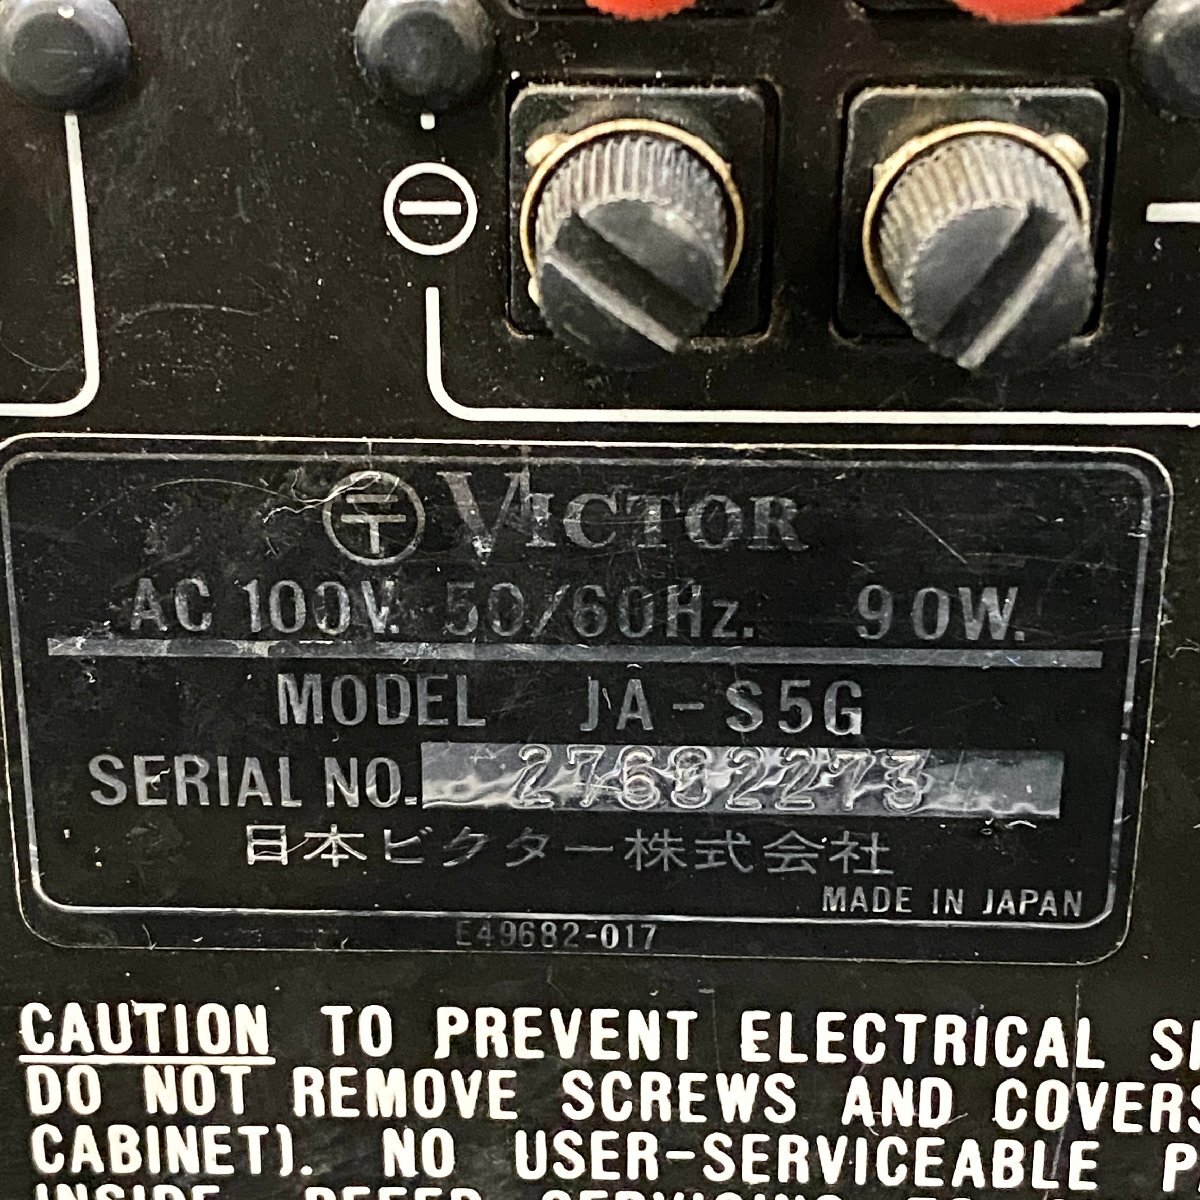 〒 VICTOR
AC 100V. 50/60Hz. 90W.
MODEL JA-S5G
SERIAL NO.
日本ビクター株式会社
MADE IN JAPAN
E49682-017
CAUTION TO PREVENT ELECTRICAL
DO NOT REMOVE SCREWS AND COVERS
CABINET). NO USER-SERVICEABLE